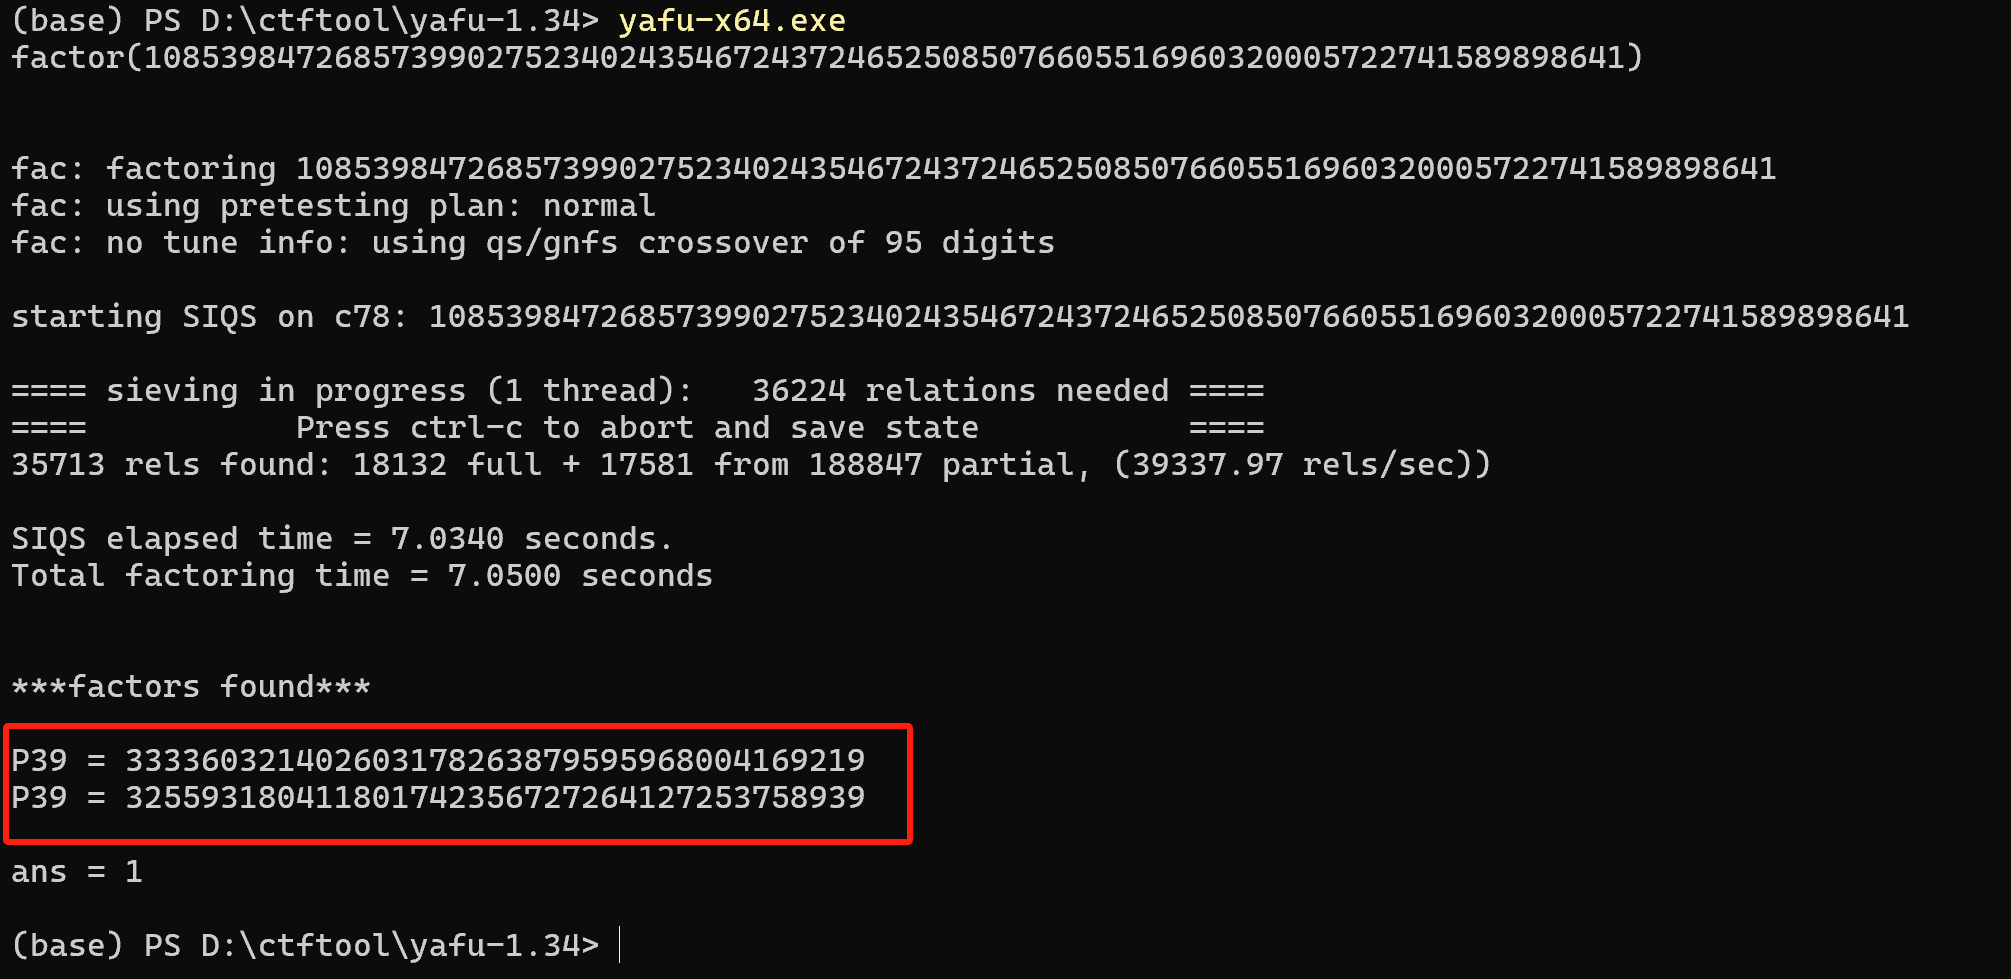 (base) PS D:\ctftool\yafu-1.34> yafu-x64.exe
factor(108539847268573990275234024354672437246525085076605516960320005722741589898641)
fac: factoring 108539847268573990275234024354672437246525085076605516960320005722741589898641
fac: using pretesting plan: normal
fac: no tune info: using qs/gnfs crossover of 95 digits
starting SIQS on c78: 108539847268573990275234024354672437246525085076605516960320005722741589898641
==== sieving in progress (1 thread):   36224 relations needed ====
====           Press ctrl-c to abort and save state           ====
35713 rels found: 18132 full + 17581 from 188847 partial, (39337.97 rels/sec))
SIQS elapsed time = 7.0340 seconds.
Total factoring time = 7.0500 seconds
***factors found***
P39 = 333360321402603178263879595968004169219
P39 = 325593180411801742356727264127253758939
ans = 1
(base) PS D:\ctftool\yafu-1.34>